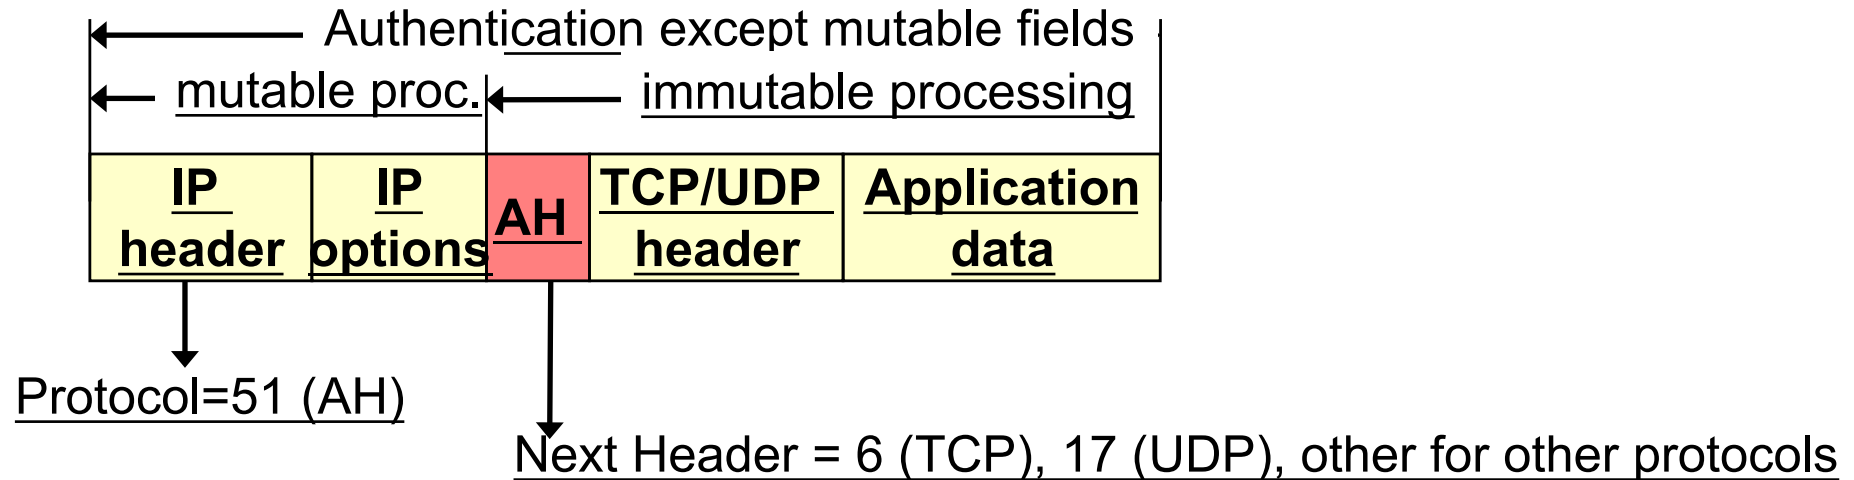 Authentication except mutable fields
mutable proc.
immutable processing
IP
header
IP
options
AH
TCP/UDP
header
Application
data
Protocol=51 (AH)
Next Header = 6 (TCP), 17 (UDP), other for other protocols